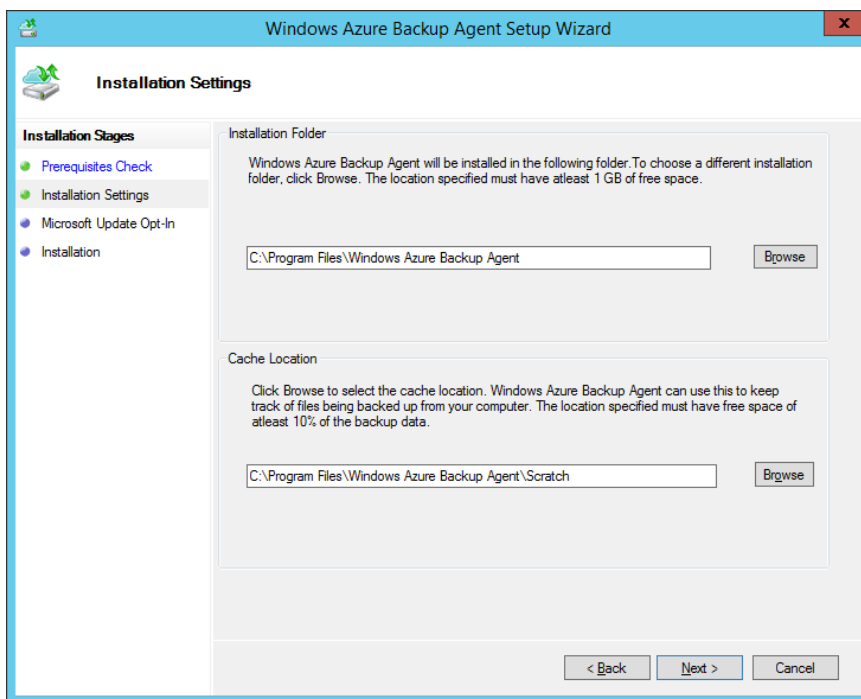 Windows Azure Backup Agent Setup Wizard
x
Installation Settings
Installation Stages
Prerequisites Check
Installation Settings
Microsoft Update Opt-In
Installation
Installation Folder
Windows Azure Backup Agent will be installed in the following folder.To choose a different installation
folder, click Browse. The location specified must have atleast 1 GB of free space.
C:\Program Files\Windows Azure Backup Agent
Browse
Cache Location
Click Browse to select the cache location. Windows Azure Backup Agent can use this to keep
track of files being backed up from your computer. The location specified must have free space of
atleast 10% of the backup data.
C:\Program Files\Windows Azure Backup Agent\Scratch
Browse
< Back
Next >
Cancel